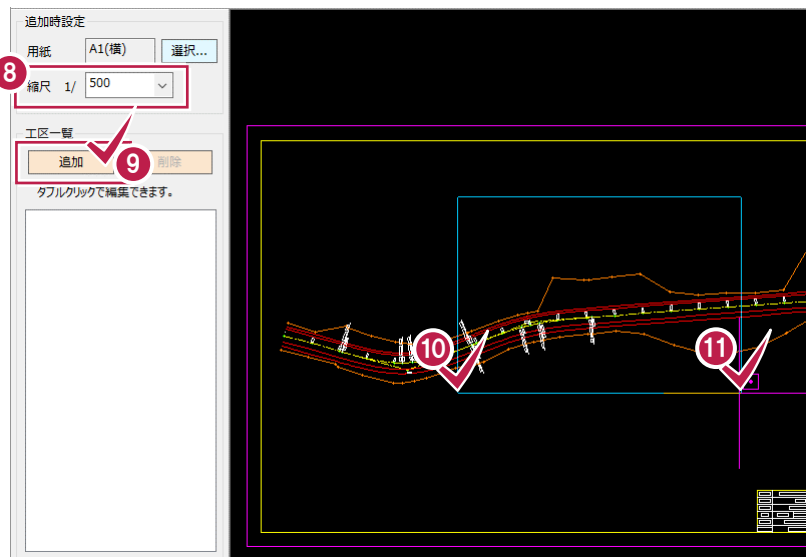 追加時設定
用紙 A1(横) 選択...
8
縮尺 1/ 500
工区一覧
追加 9 削除
ダブルクリックで編集できます。
10
11